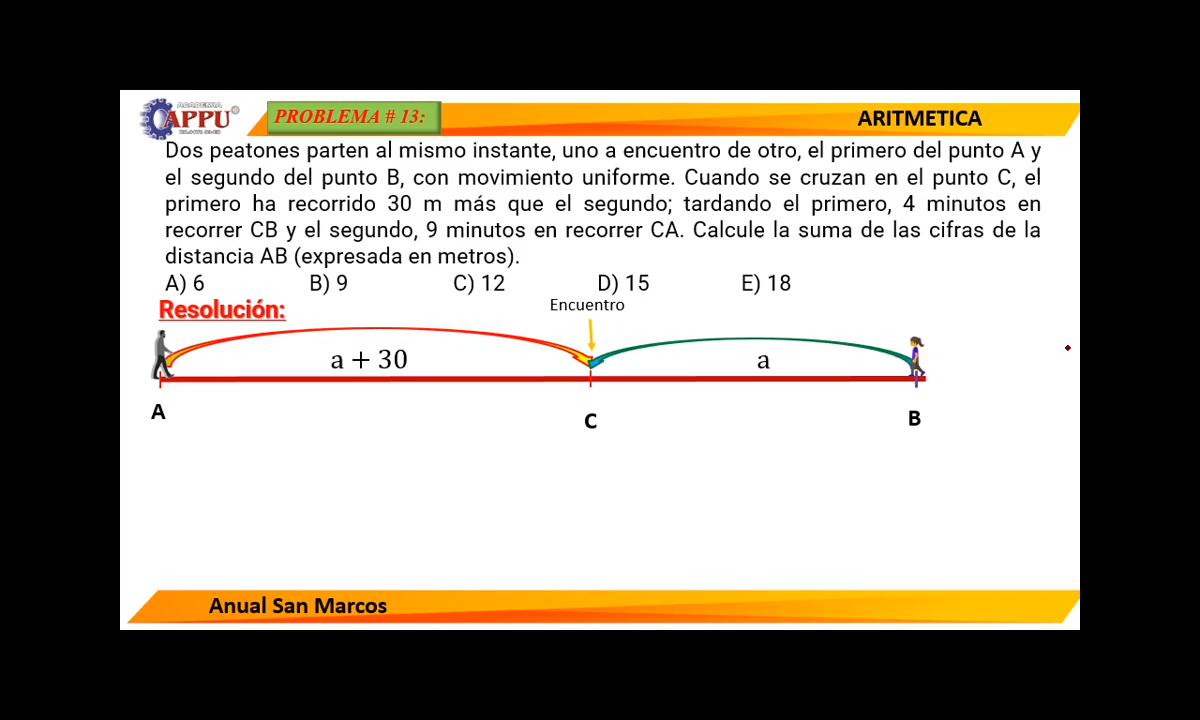 ACADEMIA
CAPPU
PROBLEMA # 13:
ARITMETICA
Dos peatones parten al mismo instante, uno a encuentro de otro, el primero del punto A y
el segundo del punto B, con movimiento uniforme. Cuando se cruzan en el punto C, el
primero ha recorrido 30 m más que el segundo; tardando el primero, 4 minutos en
recorrer CB y el segundo, 9 minutos en recorrer CA. Calcule la suma de las cifras de la
distancia AB (expresada en metros).
A) 6 B) 9 C) 12 D) 15 E) 18
Resolución:
Encuentro
a + 30
a
A
C
B
Anual San Marcos